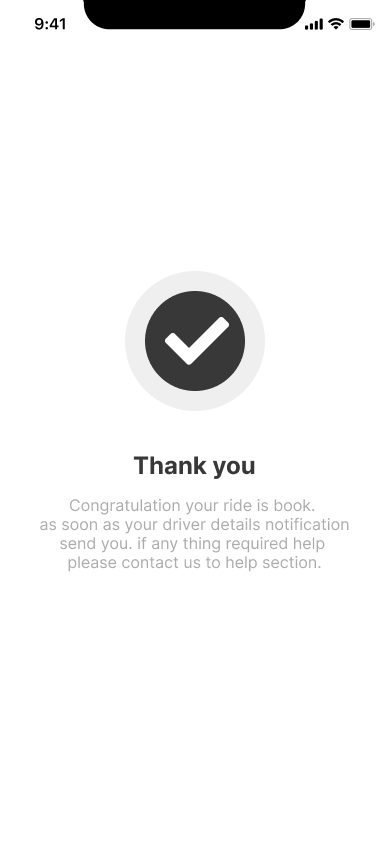 9:41
Thank you
Congratulation your ride is book.
as soon as your driver details notification
send you. if any thing required help
please contact us to help section.